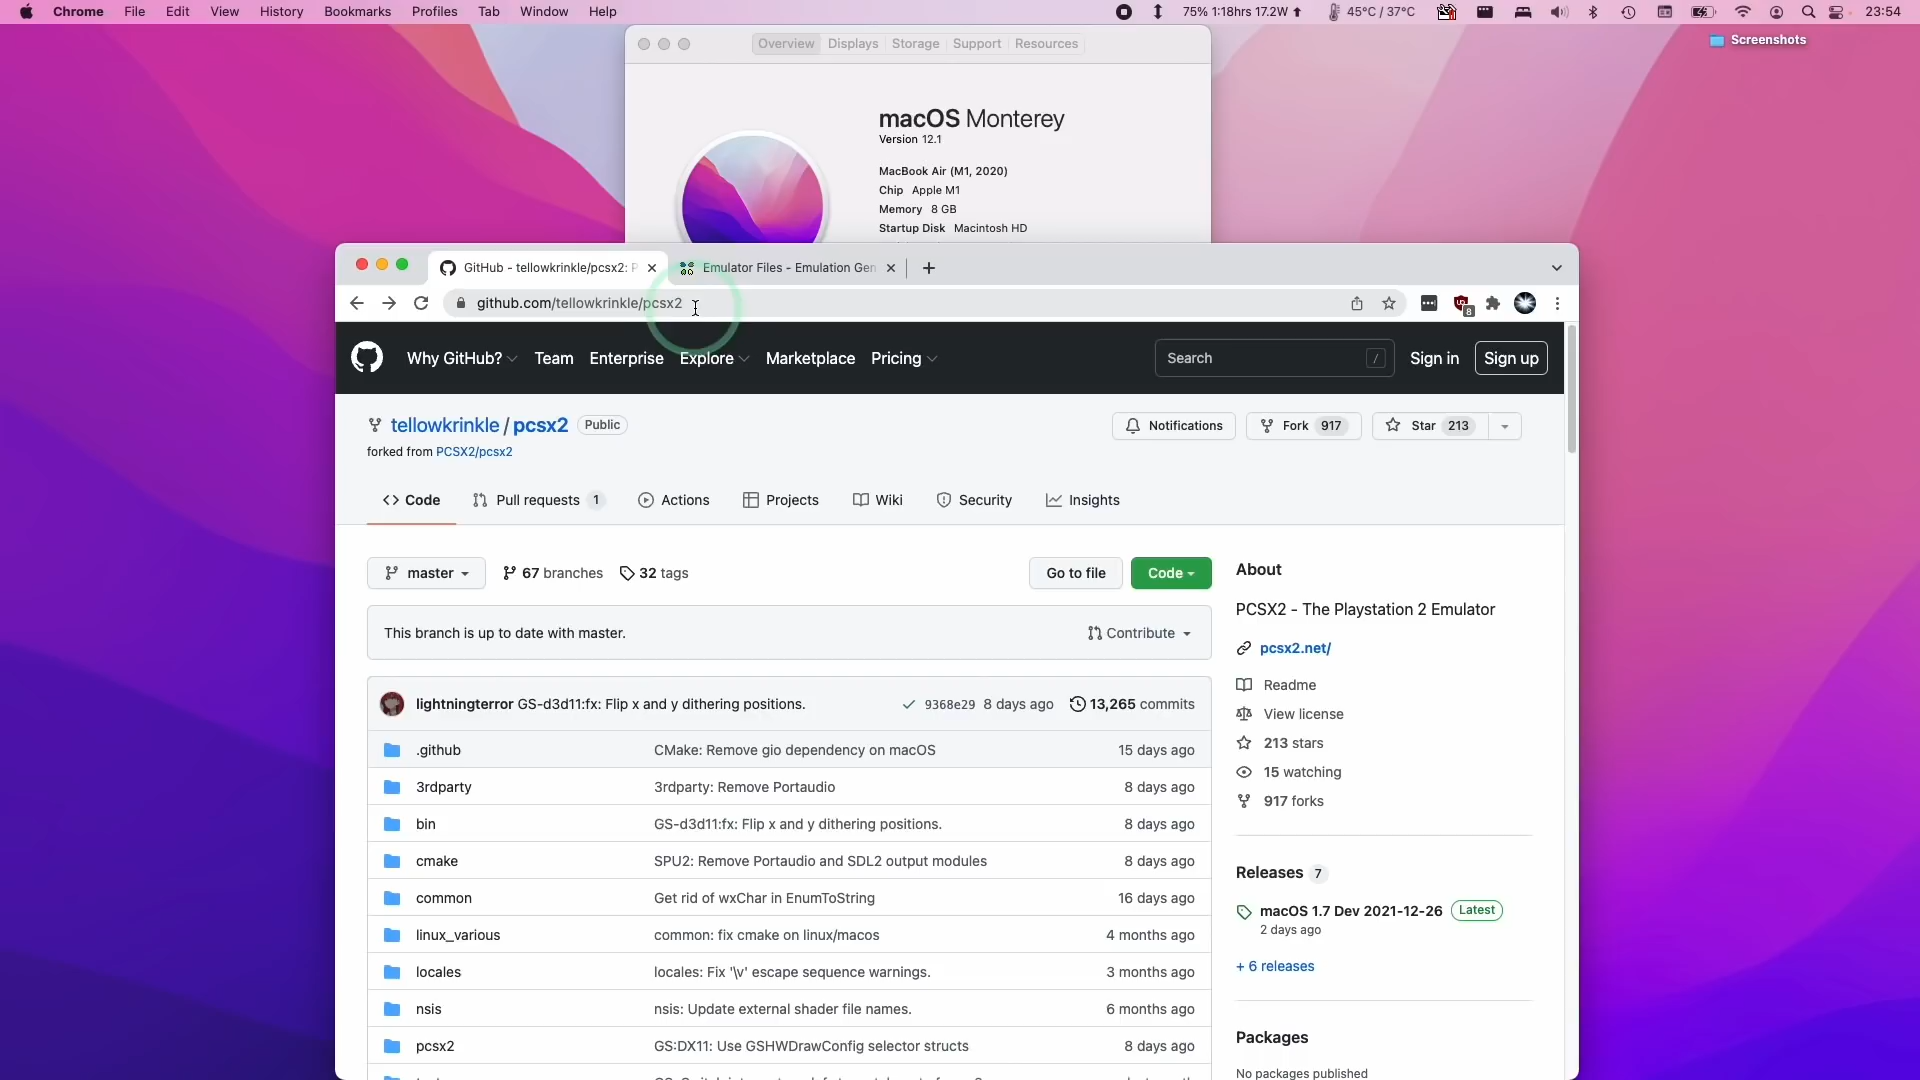 Chrome File Edit View History Bookmarks Profiles Tab Window Help 75% 1:18hrs 17.2W 45°C / 37°C 23:54
Screenshots
Overview Displays Storage Support Resources
macOS Monterey
Version 12.1
MacBook Air (M1, 2020)
Chip Apple M1
Memory 8 GB
Startup Disk Macintosh HD
GitHub - tellowkrinkle/pcsx2: P Emulator Files - Emulation Gen
github.com/tellowkrinkle/pcsx2 8
Why GitHub? Team Enterprise Explore Marketplace Pricing Search / Sign in Sign up
tellowkrinkle / pcsx2 Public Notifications Fork 917 Star 213
forked from PCSX2/pcsx2
<> Code Pull requests 1 Actions Projects Wiki Security Insights
master 67 branches 32 tags Go to file Code
This branch is up to date with master. Contribute
lightningterror GS-d3d11:fx: Flip x and y dithering positions. 9368e29 8 days ago 13,265 commits
.github CMake: Remove gio dependency on macOS 15 days ago
3rdparty 3rdparty: Remove Portaudio 8 days ago
bin GS-d3d11:fx: Flip x and y dithering positions. 8 days ago
cmake SPU2: Remove Portaudio and SDL2 output modules 8 days ago
common Get rid of wxChar in EnumToString 16 days ago
linux_various common: fix cmake on linux/macos 4 months ago
locales locales: Fix '\v' escape sequence warnings. 3 months ago
nsis nsis: Update external shader file names. 6 months ago
pcsx2 GS:DX11: Use GSHWDrawConfig selector structs 8 days ago
About
PCSX2 - The Playstation 2 Emulator
pcsx2.net/
Readme
View license
213 stars
15 watching
917 forks
Releases 7
macOS 1.7 Dev 2021-12-26 Latest
2 days ago
+ 6 releases
Packages
No packages published